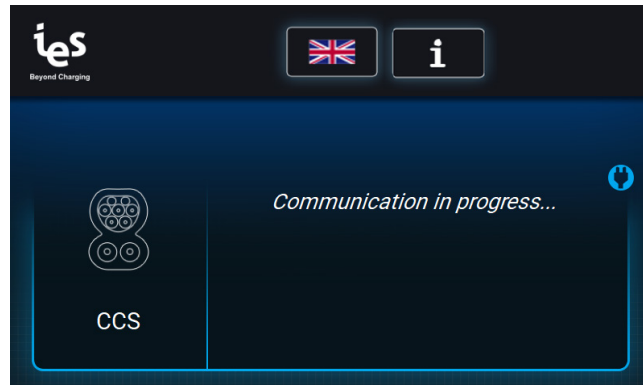 ies
Beyond Charging
i
Communication in progress...
CCS